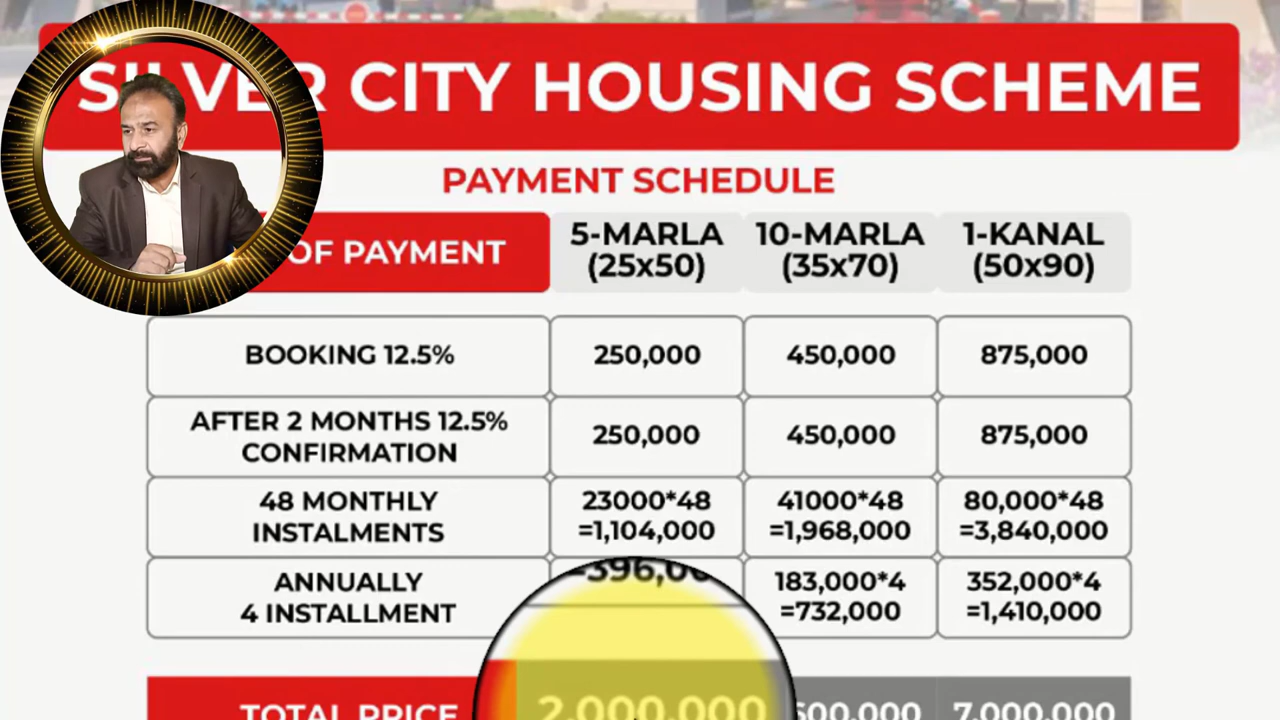 SILVER CITY HOUSING SCHEME
PAYMENT SCHEDULE
OF PAYMENT
5-MARLA
(25x50)
10-MARLA
(35x70)
1-KANAL
(50x90)
BOOKING 12.5%
250,000
450,000
875,000
AFTER 2 MONTHS 12.5%
CONFIRMATION
250,000
450,000
875,000
48 MONTHLY
INSTALMENTS
23000*48
=1,104,000
41000*48
=1,968,000
80,000*48
=3,840,000
ANNUALLY
4 INSTALLMENT
183,000*4
=732,000
352,000*4
=1,410,000
TOTAL PRICE
2,000,000
600,000
7,000,000